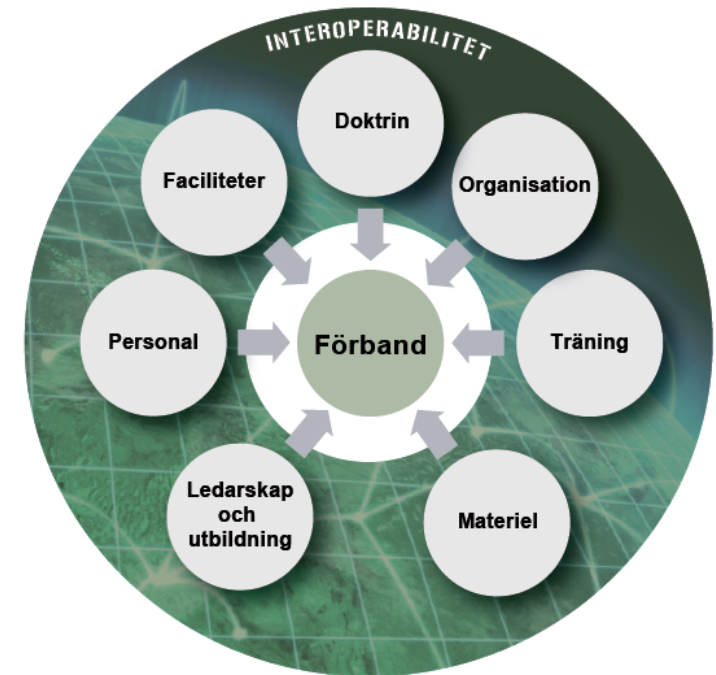 INTEROPERABILITET
Doktrin
Faciliteter
Organisation
Personal
Förband
Träning
Ledarskap
och
utbildning
Materiel